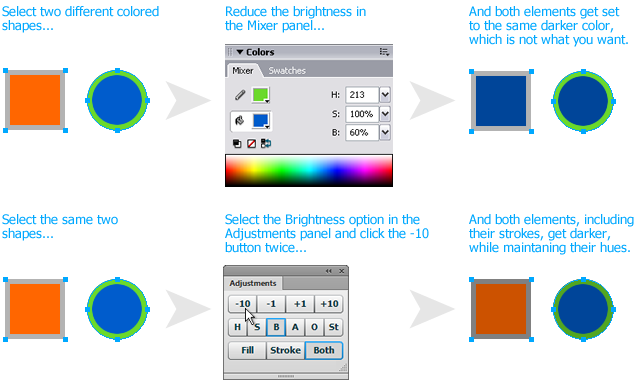 Select two different colored
shapes...
Reduce the brightness in
the Mixer panel...
And both elements get set
to the same darker color,
which is not what you want.
Colors
Mixer
Swatches
H: 213
S: 100%
B: 60%
Select the same two
shapes...
Select the Brightness option in the
Adjustments panel and click the -10
button twice...
And both elements, including
their strokes, get darker,
while maintaning their hues.
Adjustments
-10 -1 +1 +10
H S B A O St
Fill Stroke Both